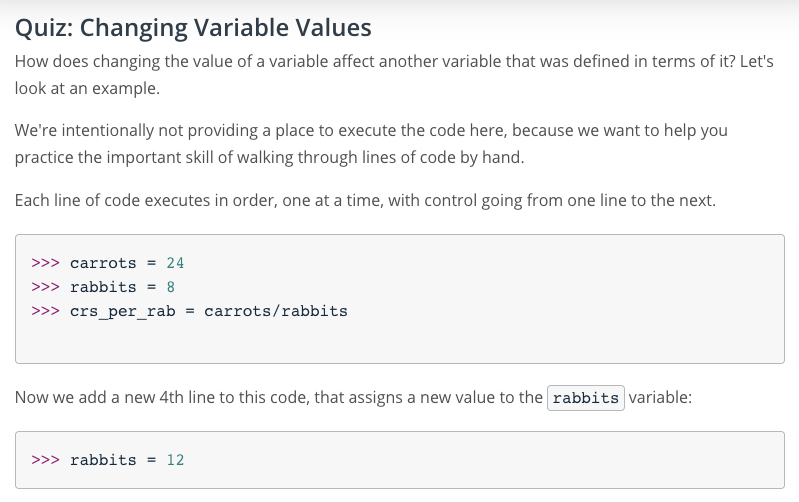 Quiz: Changing Variable Values
How does changing the value of a variable affect another variable that was defined in terms of it? Let's
look at an example.
We're intentionally not providing a place to execute the code here, because we want to help you
practice the important skill of walking through lines of code by hand.
Each line of code executes in order, one at a time, with control going from one line to the next.
>>> carrots = 24
>>> rabbits = 8
>>> crs_per_rab = carrots/rabbits
Now we add a new 4th line to this code, that assigns a new value to the rabbits variable:
>>> rabbits = 12